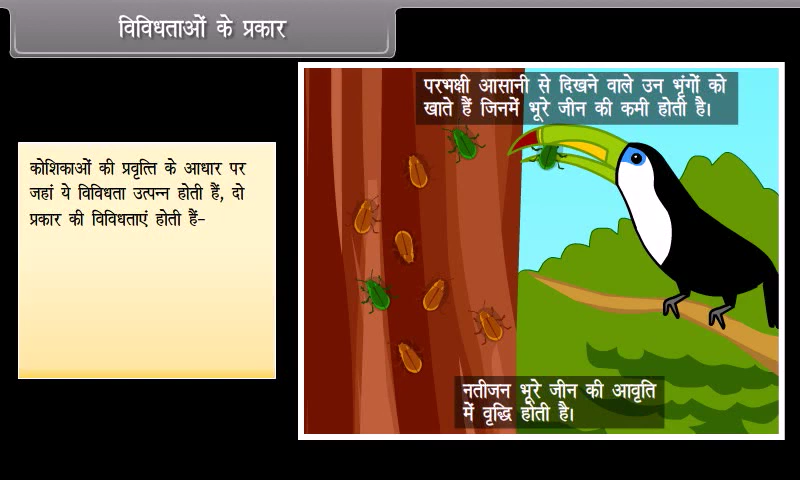 विविधताओं के प्रकार
कोशिकाओं की प्रवृत्ति के आधार पर
जहां ये विविधता उत्पन्न होती हैं, दो
प्रकार की विविधताएं होती हैं-
परभक्षी आसानी से दिखने वाले उन भृंगों को
खाते हैं जिनमें भूरे जीन की कमी होती है।
नतीजन भूरे जीन की आवृति
में वृद्धि होती है।